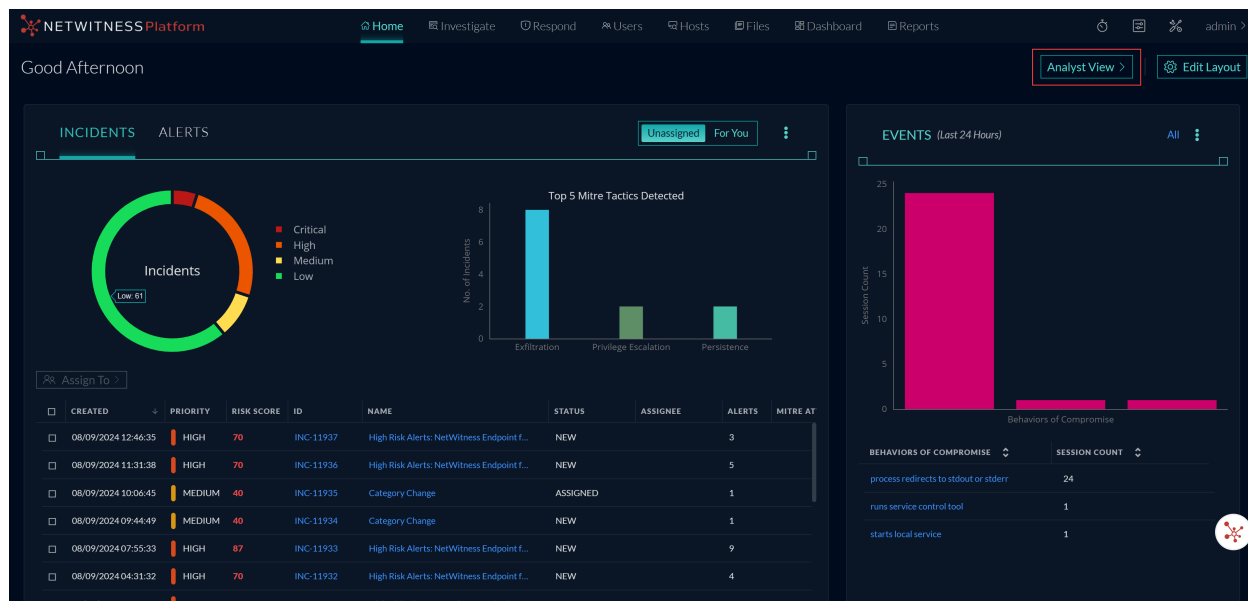 NETWITNESS Platform
Home Investigate Respond Users Hosts Files Dashboard Reports admin
Good Afternoon
Analyst View
Edit Layout
INCIDENTS ALERTS
Unassigned For You
Incidents
Low: 61
Critical
High
Medium
Low
Top 5 Mitre Tactics Detected
No. of Incidents
8
6
4
2
0
Exfiltration Privilege Escalation Persistence
Assign To
CREATED PRIORITY RISK SCORE ID NAME STATUS ASSIGNEE ALERTS MITRE AT
08/09/2024 12:46:35 HIGH 70 INC-11937 High Risk Alerts: NetWitness Endpoint f... NEW 3
08/09/2024 11:31:38 HIGH 70 INC-11936 High Risk Alerts: NetWitness Endpoint f... NEW 5
08/09/2024 10:06:45 MEDIUM 40 INC-11935 Category Change ASSIGNED 1
08/09/2024 09:44:49 MEDIUM 40 INC-11934 Category Change NEW 1
08/09/2024 07:55:33 HIGH 87 INC-11933 High Risk Alerts: NetWitness Endpoint f... NEW 9
08/09/2024 04:31:32 HIGH 70 INC-11932 High Risk Alerts: NetWitness Endpoint f... NEW 4
EVENTS (Last 24 Hours)
All
Session Count
25
20
15
10
5
0
Behaviors of Compromise
BEHAVIORS OF COMPROMISE SESSION COUNT
process redirects to stdout or stderr 24
runs service control tool 1
starts local service 1